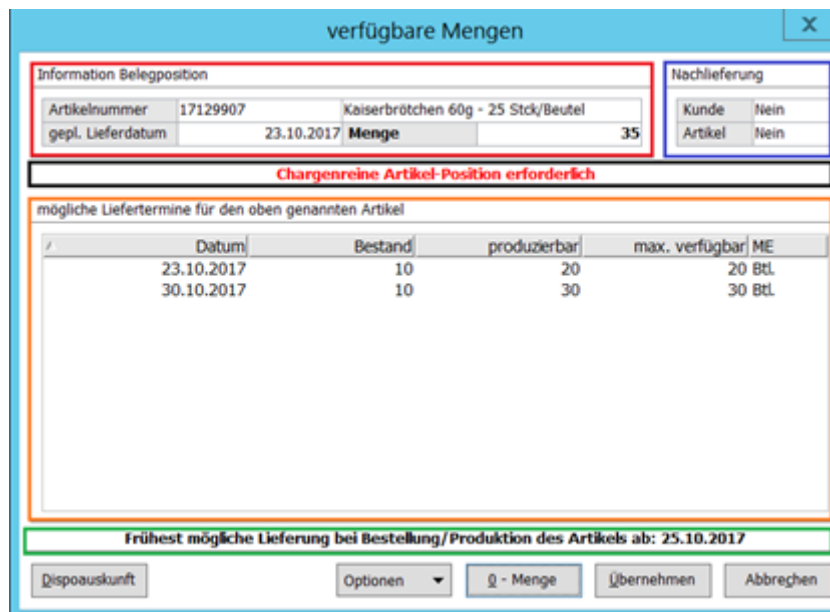 verfügbare Mengen
X
Information Belegposition
Nachlieferung
Artikelnummer 17129907 Kaiserbrötchen 60g - 25 Stck/Beutel
Kunde Nein
gepl. Lieferdatum 23.10.2017 Menge 35
Artikel Nein
Chargenreine Artikel-Position erforderlich
mögliche Liefertermine für den oben genannten Artikel
Datum Bestand produzierbar max. verfügbar ME
23.10.2017 10 20 20 Btl.
30.10.2017 10 30 30 Btl.
Frühest mögliche Lieferung bei Bestellung/Produktion des Artikels ab: 25.10.2017
Dispoauskunft Optionen 0 - Menge Übernehmen Abbrechen